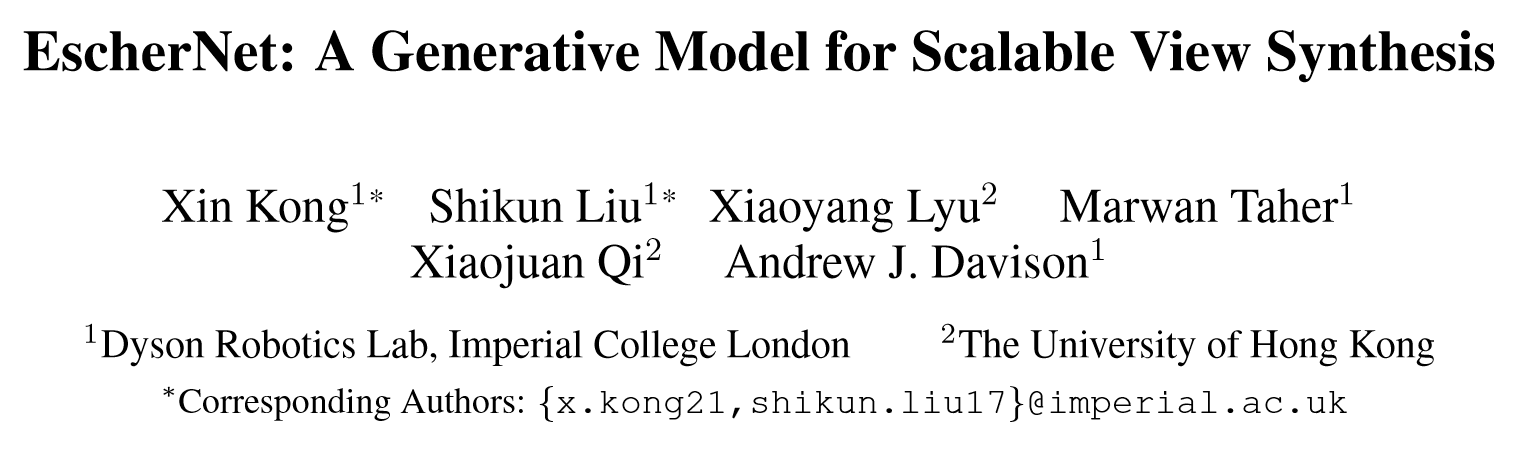 EscherNet: A Generative Model for Scalable View Synthesis
Xin Kong1* Shikun Liu1* Xiaoyang Lyu2 Marwan Taher1
Xiaojuan Qi2 Andrew J. Davison1
1Dyson Robotics Lab, Imperial College London 2The University of Hong Kong
*Corresponding Authors: {x.kong21,shikun.liu17}@imperial.ac.uk